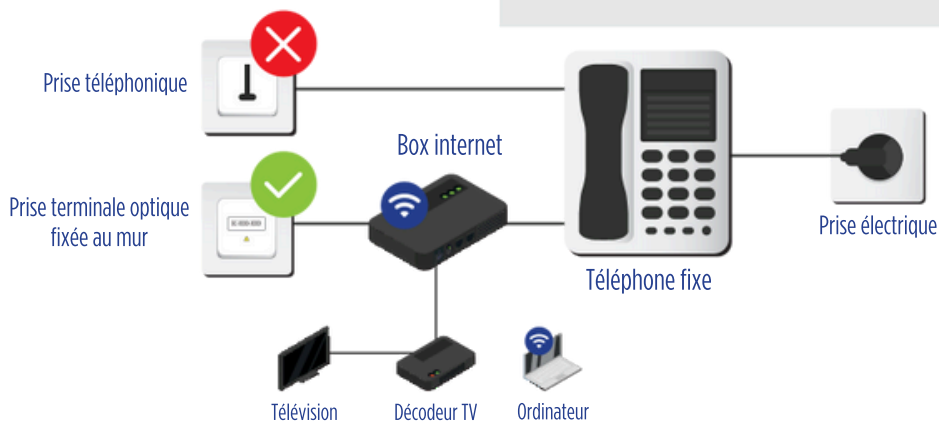 Prise téléphonique
Box internet
Prise terminale optique
fixée au mur
Prise électrique
Téléphone fixe
Télévision
Décodeur TV
Ordinateur